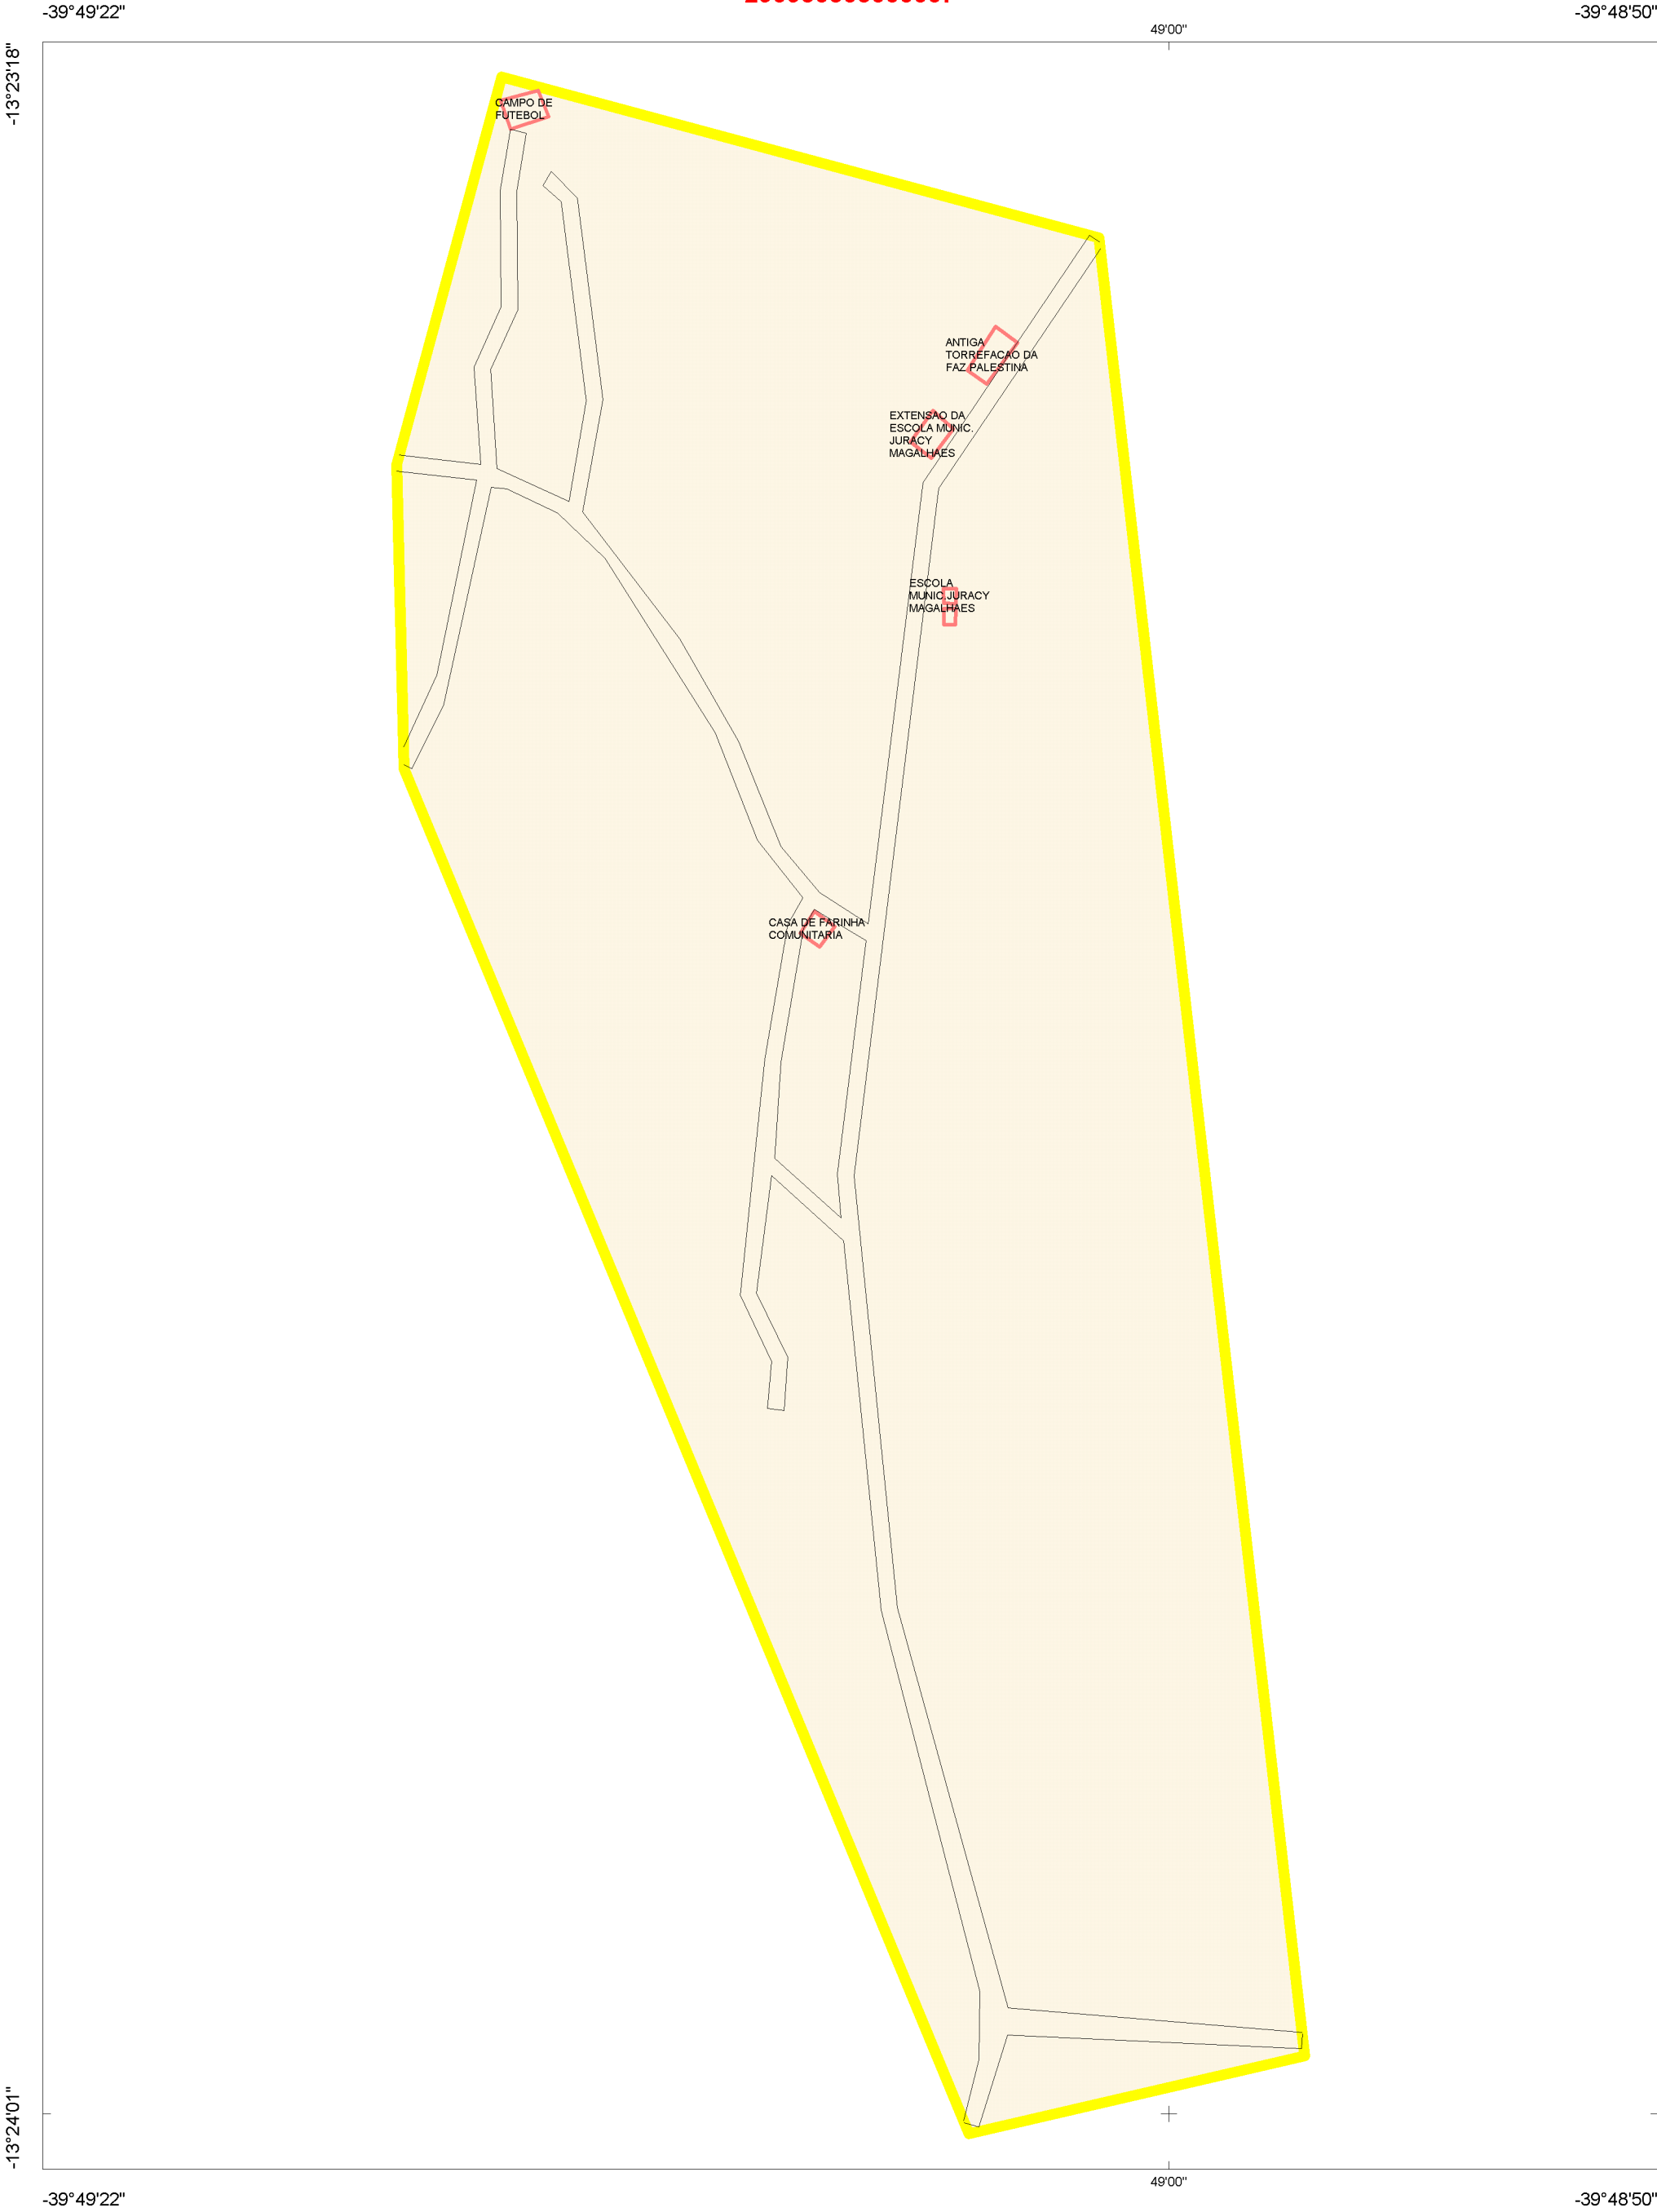 -39°49'22"
-39°48'50"
49'00"
-13°23'18"
CAMPO DE
FUTEBOL
ANTIGA
TORREFACAO DA
FAZ PALESTINA
EXTENSAO DA
ESCOLA MUNIC.
JURACY
MAGALHAES
ESCOLA
MUNIC JURACY
MAGALHAES
CASA DE FARINHA
COMUNITARIA
-13°24'01"
49'00"
-39°49'22"
-39°48'50"